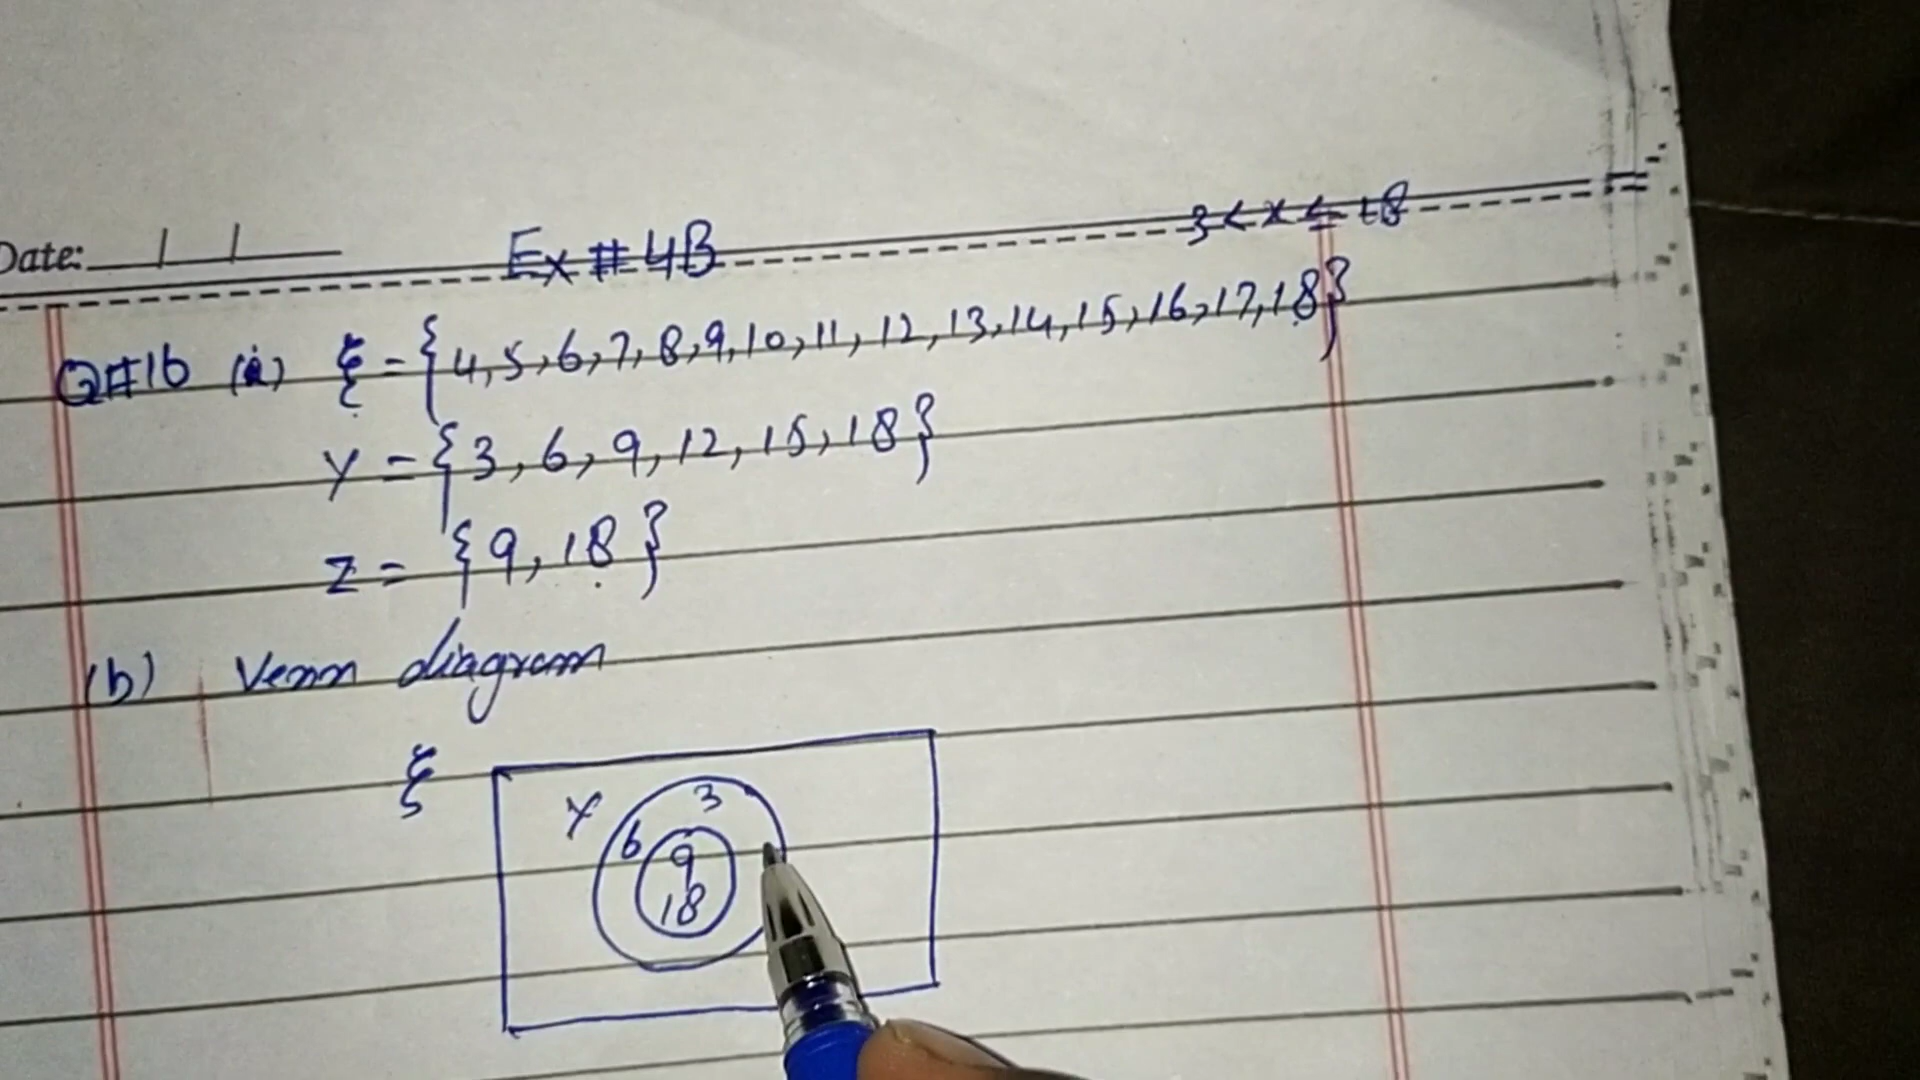 Date: / /
Ex # 4B
3 < x ≤ 18
Q#16 (a) ξ = {4,5,6,7,8,9,10,11,12,13,14,15,16,17,18}
Y = {3,6,9,12,15,18}
Z = {9,18}
(b) Venn diagram
ξ
Y 3
6 9
18